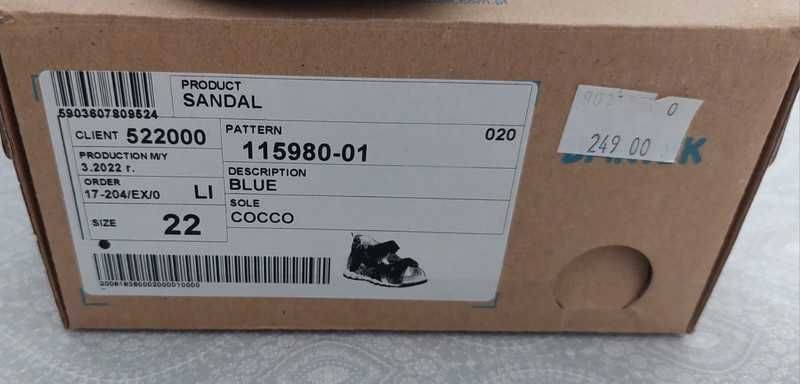 PRODUCT
SANDAL
5903607809524
CLIENT 522000
PATTERN
020
115980-01
PRODUCTION M/Y
3.2022 г.
DESCRIPTION
BLUE
ORDER
17-204/EX/0 LI
SOLE
COCCO
SIZE 22
249 00